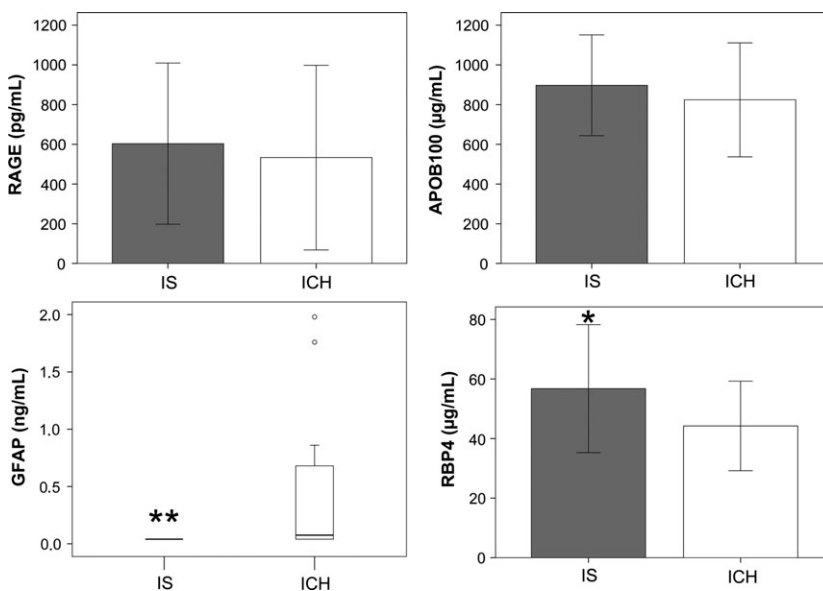 RAGE (pg/mL)
1200
1000
800
600
400
200
0
IS
ICH
APOB100 (µg/mL)
1200
1000
800
600
400
200
0
IS
ICH
GFAP (ng/mL)
2.0
1.5
1.0
0.5
0.0
**
IS
ICH
RBP4 (µg/mL)
80
60
40
20
0
*
IS
ICH